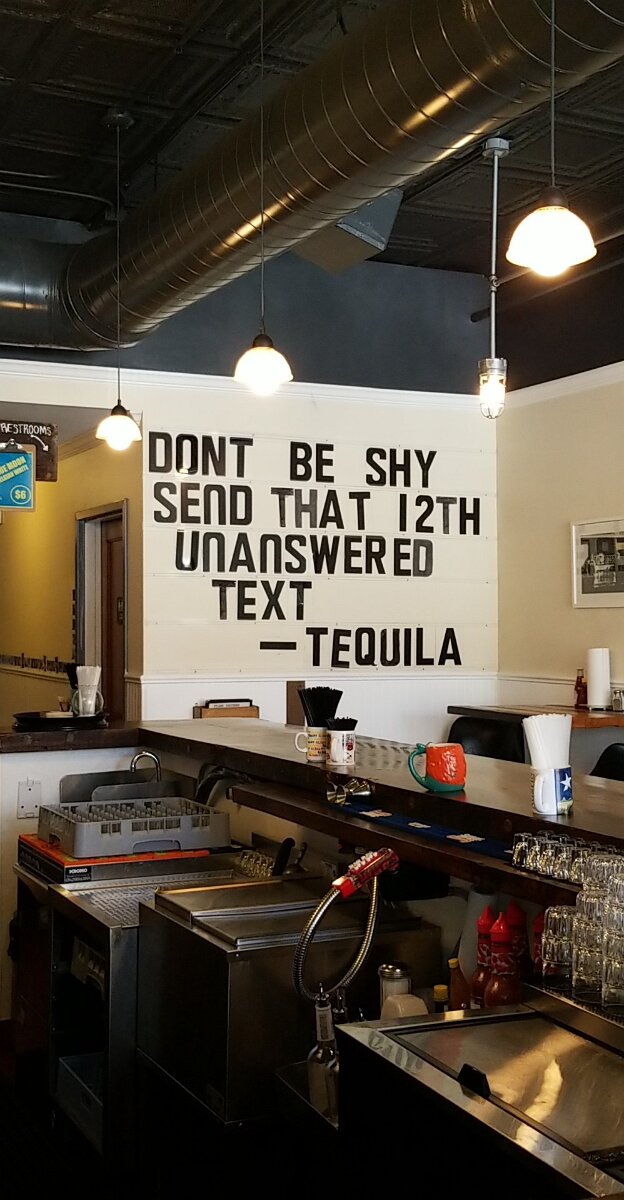 RESTROOMS
$6
DONT BE SHY
SEND THAT 12TH
UNANSWERED
TEXT
— TEQUILA